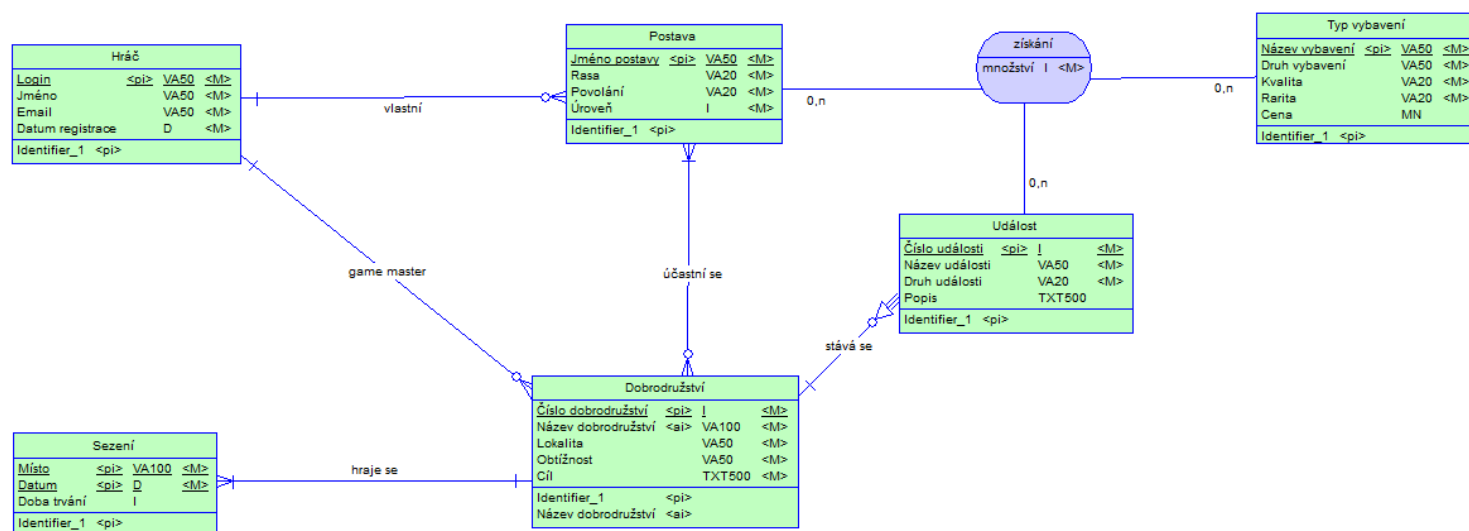 Hráč
Login <pi> VA50 <M>
Jméno VA50 <M>
Email VA50 <M>
Datum registrace D <M>
Identifier_1 <pi>
vlastní
Postava
Jméno postavy <pi> VA50 <M>
Rasa VA20 <M>
Povolání VA20 <M>
Úroveň I <M>
Identifier_1 <pi>
0,n
získání
množství I <M>
0,n
Typ vybavení
Název vybavení <pi> VA50 <M>
Druh vybavení VA50 <M>
Kvalita VA20 <M>
Rarita VA20 <M>
Cena MN
Identifier_1 <pi>
0,n
Událost
Číslo události <pi> I <M>
Název události VA50 <M>
Druh události VA20 <M>
Popis TXT500
Identifier_1 <pi>
game master
účastní se
stává se
Dobrodružství
Číslo dobrodružství <pi> I <M>
Název dobrodružství <ai> VA100 <M>
Lokalita VA50 <M>
Obtížnost VA50 <M>
Cíl TXT500 <M>
Identifier_1 <pi>
Název dobrodružství <ai>
hraje se
Sezení
Místo <pi> VA100 <M>
Datum <pi> D <M>
Doba trvání I
Identifier_1 <pi>